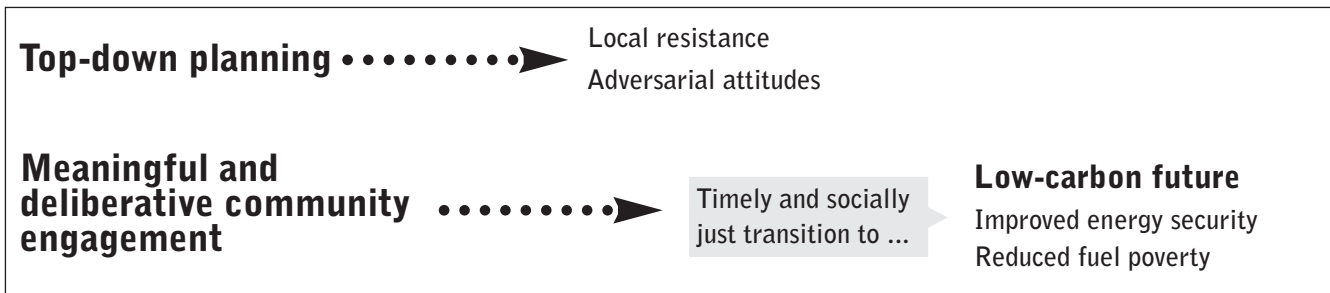 Top-down planning
Local resistance
Adversarial attitudes
Meaningful and
deliberative community
engagement
Timely and socially
just transition to ...
Low-carbon future
Improved energy security
Reduced fuel poverty